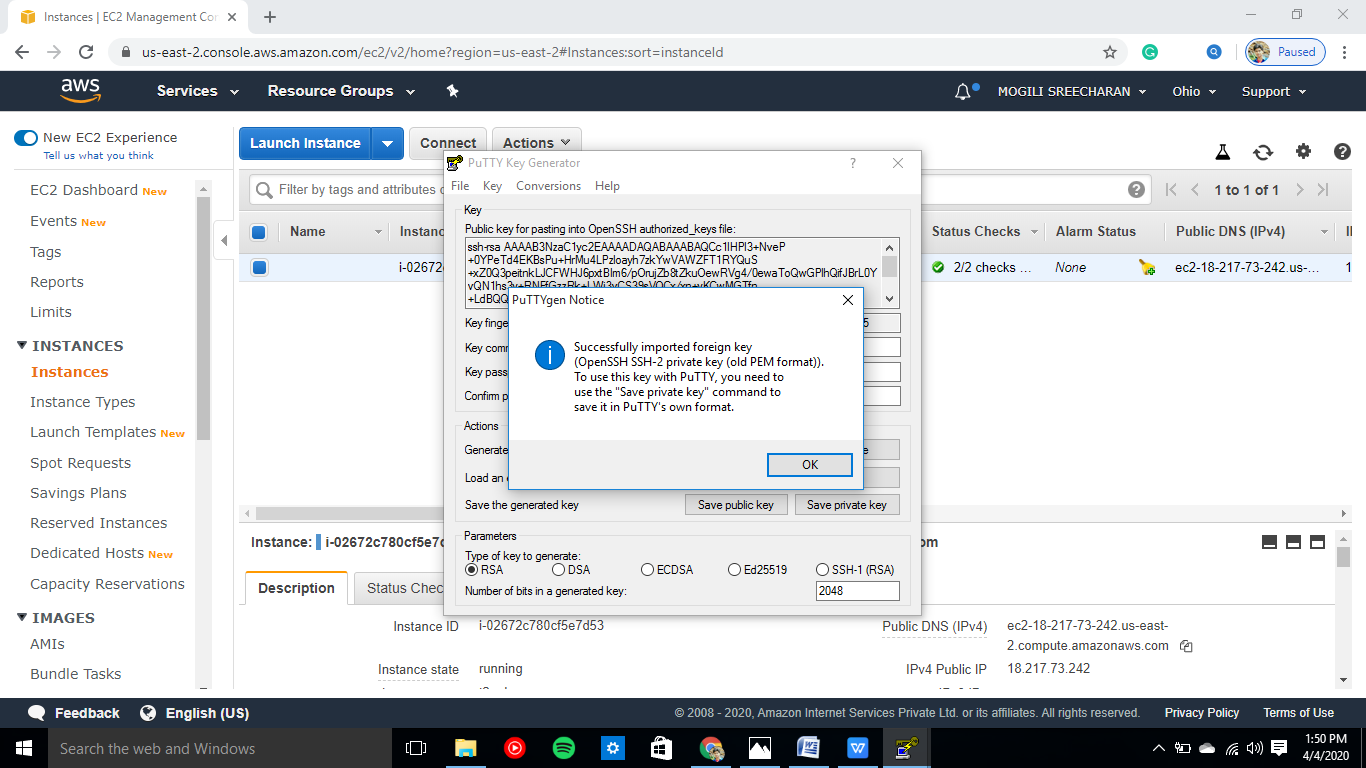 Instances | EC2 Management Con
us-east-2.console.aws.amazon.com/ec2/v2/home?region=us-east-2#Instances:sort=instanceId
Paused
aws
Services
Resource Groups
MOGILI SREECHARAN
Ohio
Support
New EC2 Experience
Tell us what you think
EC2 Dashboard New
Events New
Tags
Reports
Limits
INSTANCES
Instances
Instance Types
Launch Templates New
Spot Requests
Savings Plans
Reserved Instances
Dedicated Hosts New
Capacity Reservations
IMAGES
AMIs
Bundle Tasks
Launch Instance
Connect
Actions
Filter by tags and attributes
1 to 1 of 1
Name
Status Checks
Alarm Status
Public DNS (IPv4)
i-02672
2/2 checks ...
None
ec2-18-217-73-242.us-...
PuTTY Key Generator
?
File Key Conversions Help
Key
Public key for pasting into OpenSSH authorized_keys file:
ssh-rsa
PuTTYgen Notice
Successfully imported foreign key
(OpenSSH SSH-2 private key (old PEM format)).
To use this key with PuTTY, you need to
use the "Save private key" command to
save it in PuTTY's own format.
OK
Key
Key
Key
Confirm
Actions
Generate
Load an
Save the generated key
Save public key
Save private key
Parameters
Type of key to generate:
RSA
DSA
ECDSA
Ed25519
SSH-1 (RSA)
Number of bits in a generated key:
2048
Instance:
Description
Instance ID
i-02672c780cf5e7d53
Public DNS (IPv4)
ec2-18-217-73-242.us-east-
2.compute.amazonaws.com
Instance state
running
IPv4 Public IP
18.217.73.242
Feedback
English (US)
© 2008 - 2020, Amazon Internet Services Private Ltd. or its affiliates. All rights reserved.
Privacy Policy
Terms of Use
Search the web and Windows
1:50 PM
4/4/2020